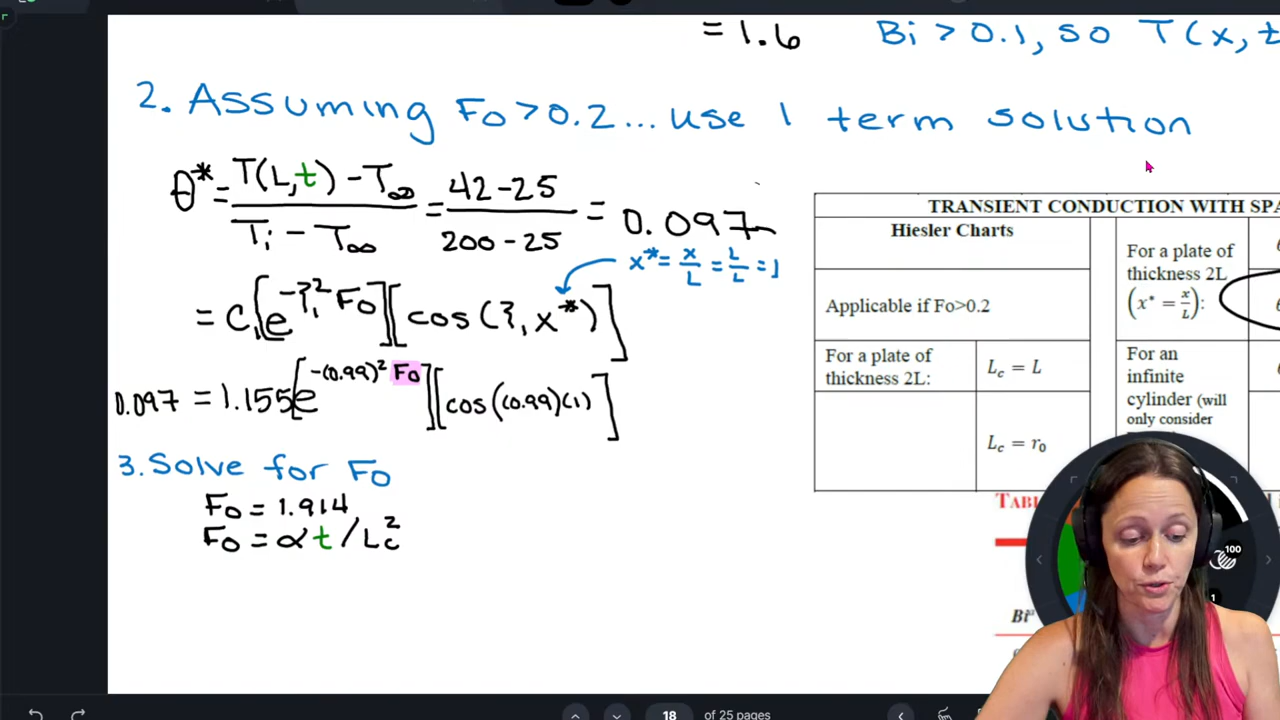 = 1.6 Bi > 0.1, so T(x, t
2. Assuming Fo > 0.2... use 1 term solution
θ* = T(L,t) - T∞ / Ti - T∞ = 42 - 25 / 200 - 25 = 0.097
x* = x/L = L/L = 1
= C₁[e^-ζ₁² Fo][cos(ζ₁ x*)]
0.097 = 1.155[e^-(0.99)² Fo][cos((0.99)(1)]
3. Solve for Fo
Fo = 1.914
Fo = αt/Lc²
TRANSIENT CONDUCTION WITH SPA
Hiesler Charts
Applicable if Fo>0.2
For a plate of
thickness 2L:
Lc = L
Lc = r0
For a plate of
thickness 2L
(x* = x/L):
For an
infinite
cylinder (will
only consider
TABL
Bi
100
1
18 of 25 pages